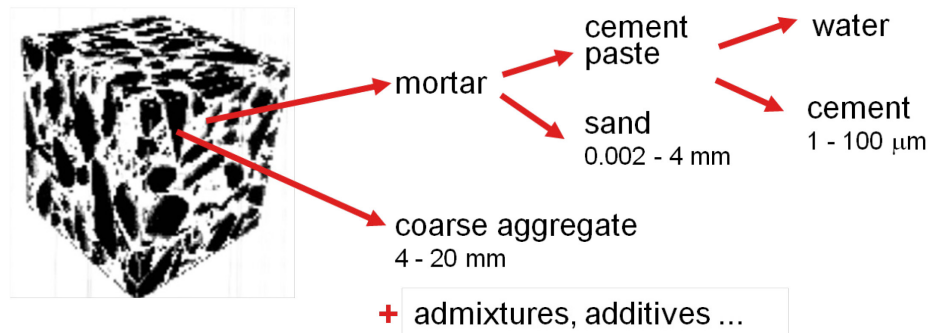 mortar
cement
paste
water
sand
0.002 - 4 mm
cement
1 - 100 μm
coarse aggregate
4 - 20 mm
+ admixtures, additives ...